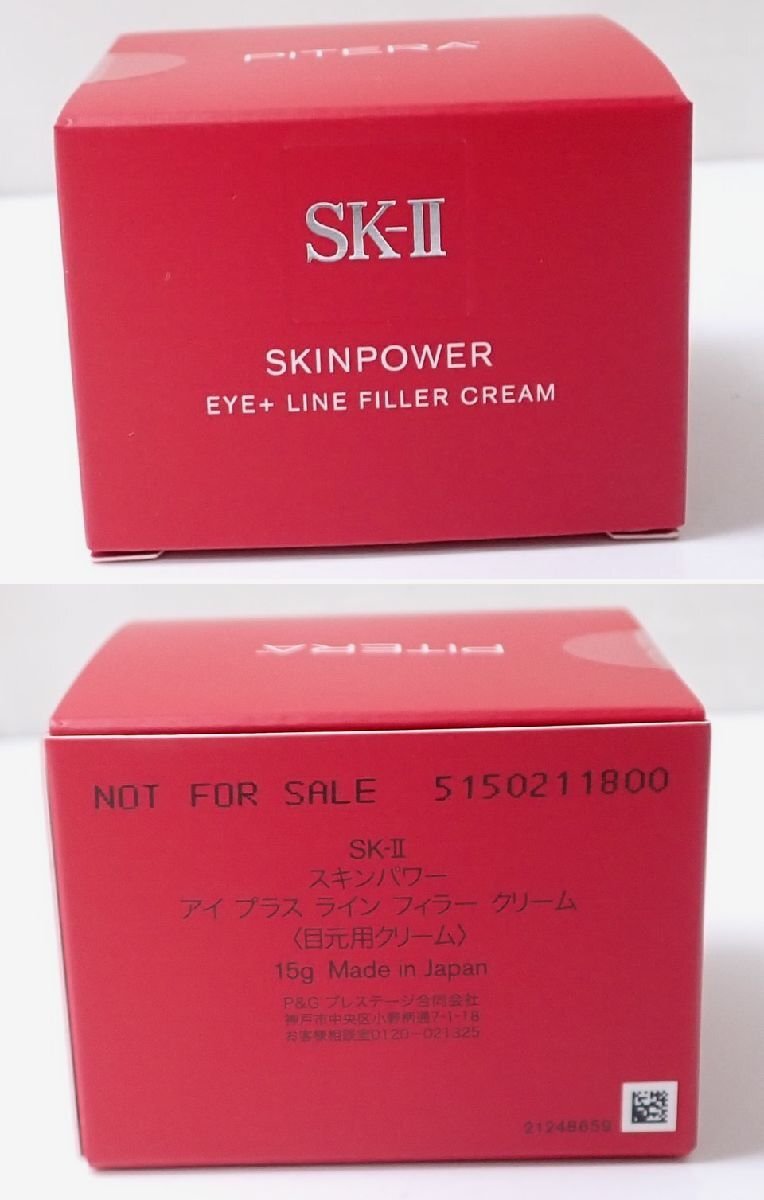 PITERA™
SK-II
SKINPOWER
EYE+ LINE FILLER CREAM
PITERA™
NOT FOR SALE 5150211800
SK-II
スキンパワー
アイ プラス ライン フィラー クリーム
〈目元用クリーム〉
15g Made in Japan
P&G プレステージ合同会社
神戸市中央区小野柄通7-1-18
お客様相談室0120-021325
21248659